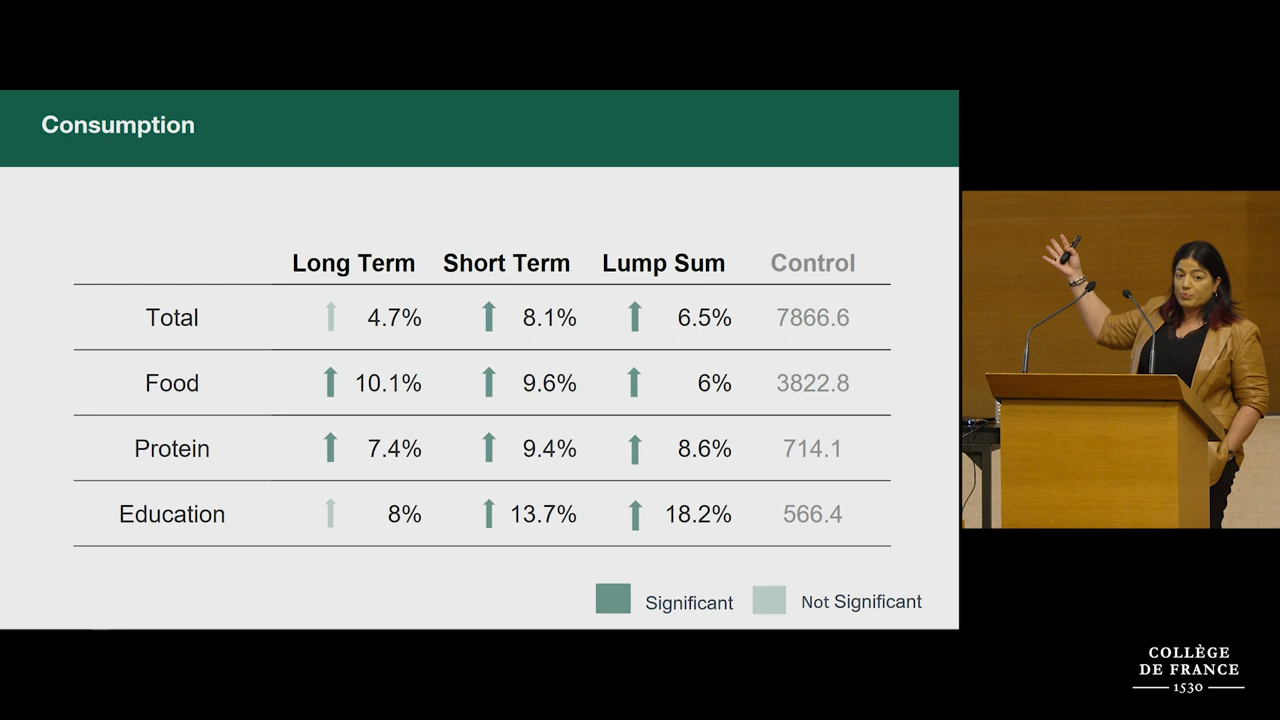 Consumption
Long Term Short Term Lump Sum Control
Total 4.7% 8.1% 6.5% 7866.6
Food 10.1% 9.6% 6% 3822.8
Protein 7.4% 9.4% 8.6% 714.1
Education 8% 13.7% 18.2% 566.4
Significant Not Significant
COLLÈGE
DE FRANCE
1530